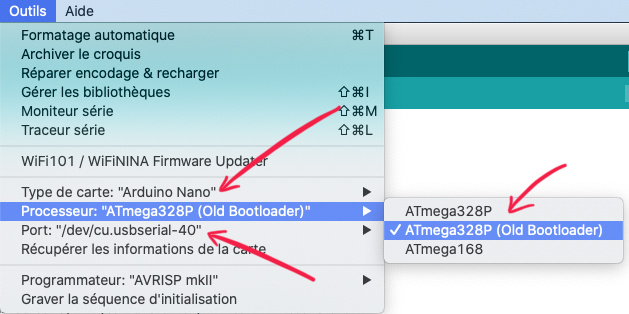 Outils Aide
Formatage automatique ⌘T
Archiver le croquis
Réparer encodage & recharger
Gérer les bibliothèques ⇧⌘I
Moniteur série ⇧⌘M
Traceur série ⇧⌘L
WiFi101 / WiFiNINA Firmware Updater
Type de carte: "Arduino Nano"
Processeur: "ATmega328P (Old Bootloader)"
Port: "/dev/cu.usbserial-40"
Récupérer les informations de la carte
Programmateur: "AVRISP mkII"
Graver la séquence d'initialisation
ATmega328P
✓ ATmega328P (Old Bootloader)
ATmega168